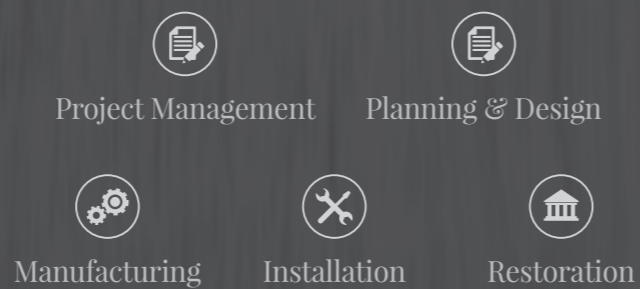 Project Management
Planning & Design
Manufacturing
Installation
Restoration